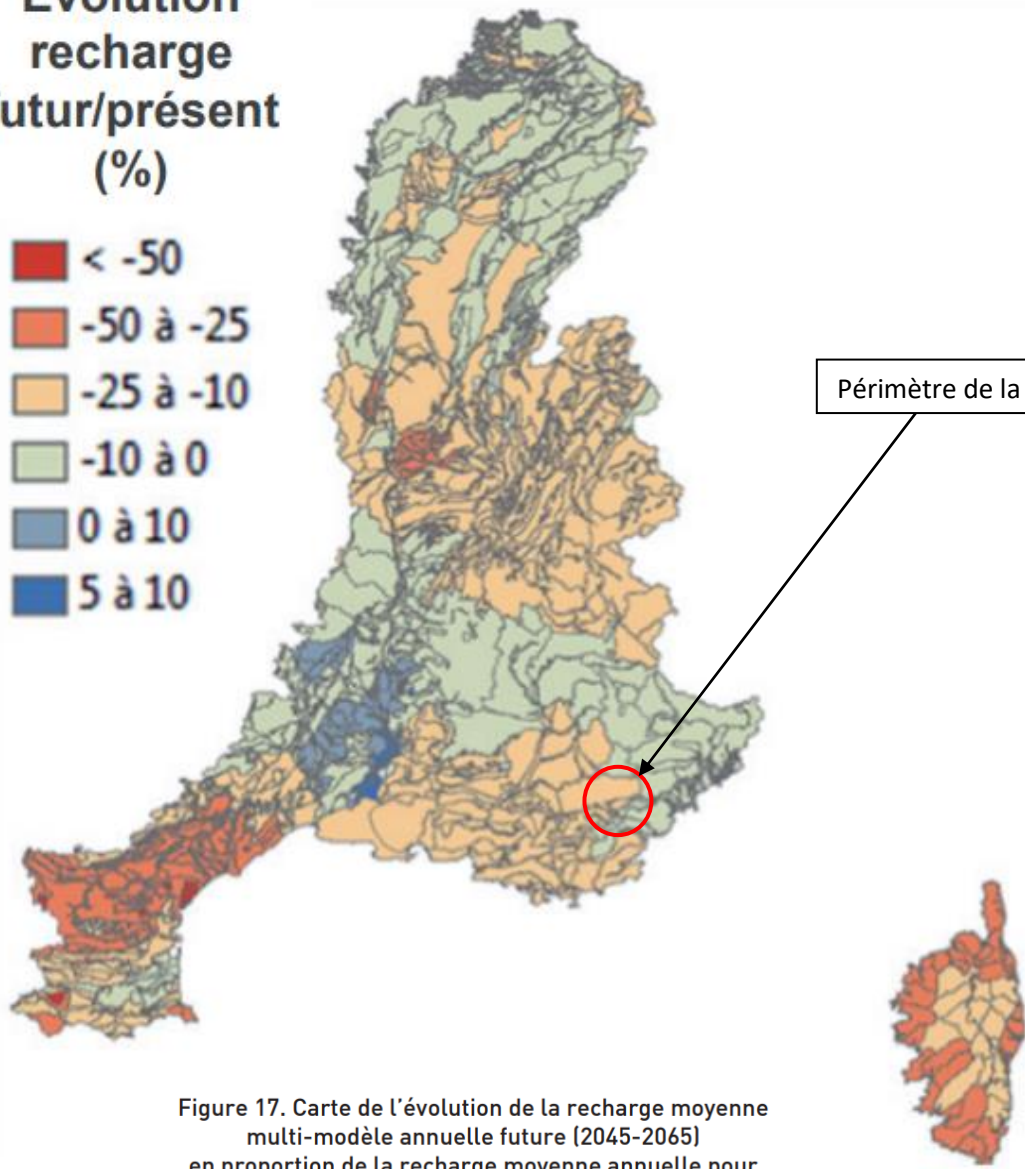 Évolution
recharge
futur/présent
(%)
< -50
-50 à -25
-25 à -10
-10 à 0
0 à 10
5 à 10
Périmètre de la
Figure 17. Carte de l'évolution de la recharge moyenne
multi-modèle annuelle future (2045-2065)
en proportion de la recharge moyenne annuelle pour